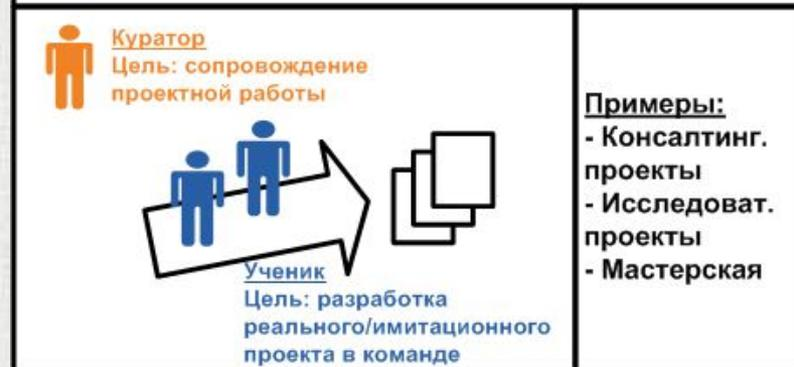 Куратор
Цель: сопровождение
проектной работы
Ученик
Цель: разработка
реального/имитационного
проекта в команде
Примеры:
- Консалтинг.
проекты
- Исследоват.
проекты
- Мастерская